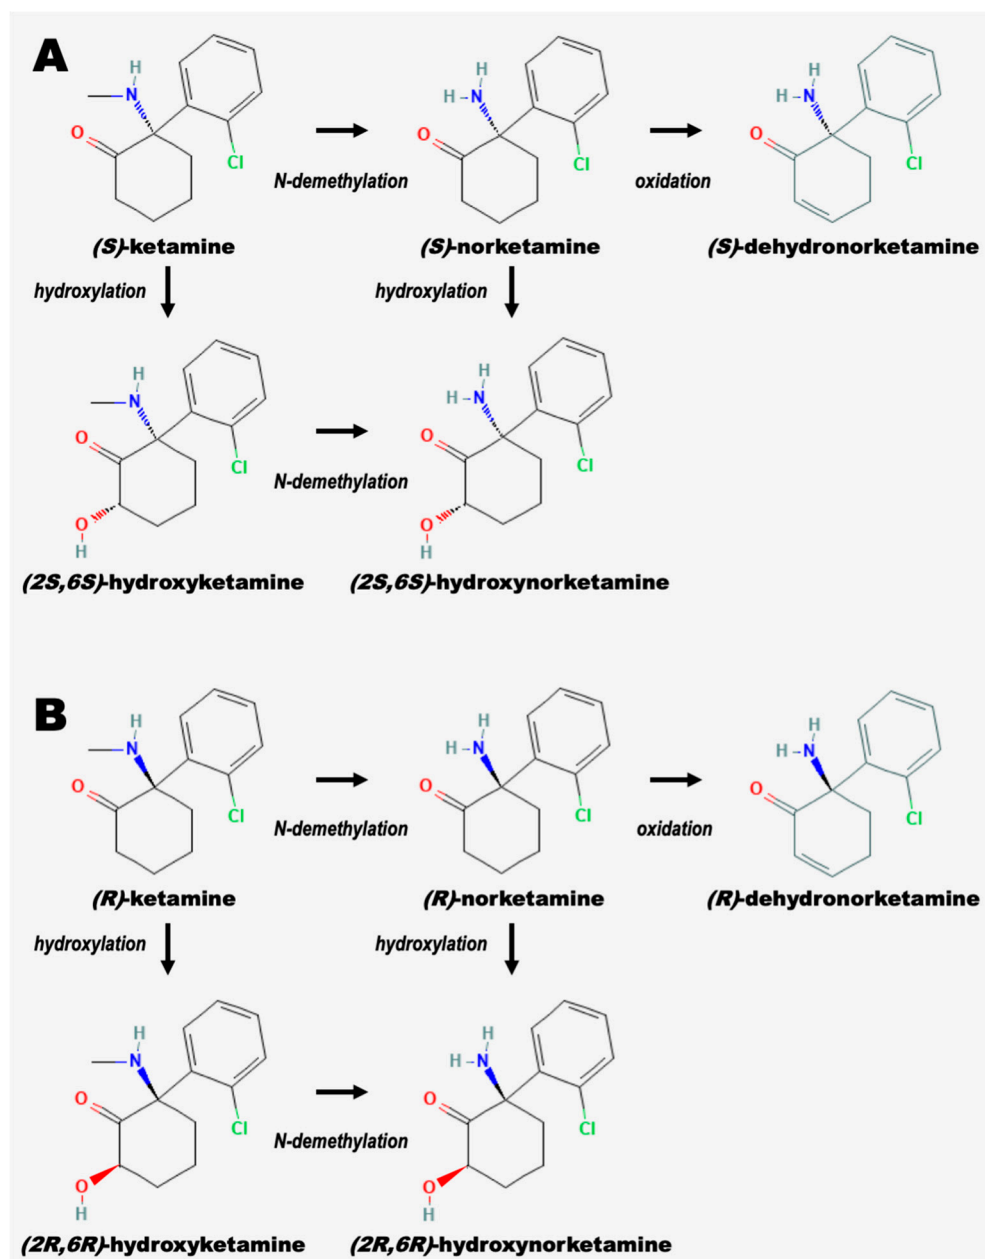 A
H
N
O
Cl
(S)-ketamine
N-demethylation
H
H-N
O
Cl
(S)-norketamine
oxidation
H
H-N
O
Cl
(S)-dehydronorketamine
hydroxylation
hydroxylation
H
N
O
Cl
O
H
(2S,6S)-hydroxyketamine
N-demethylation
H
H-N
O
Cl
O
H
(2S,6S)-hydroxynorketamine
B
H
N
O
Cl
(R)-ketamine
N-demethylation
H
H-N
O
Cl
(R)-norketamine
oxidation
H
H-N
O
Cl
(R)-dehydronorketamine
hydroxylation
hydroxylation
H
N
O
Cl
O
H
(2R,6R)-hydroxyketamine
N-demethylation
H
H-N
O
Cl
O
H
(2R,6R)-hydroxynorketamine